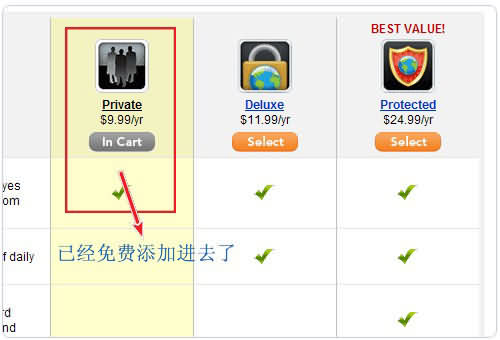 BEST VALUE!
Private
Deluxe
Protected
$9.99/yr
$11.99/yr
$24.99/yr
In Cart
Select
Select
yes
om
f daily
已经免费添加进去了
rd
nd